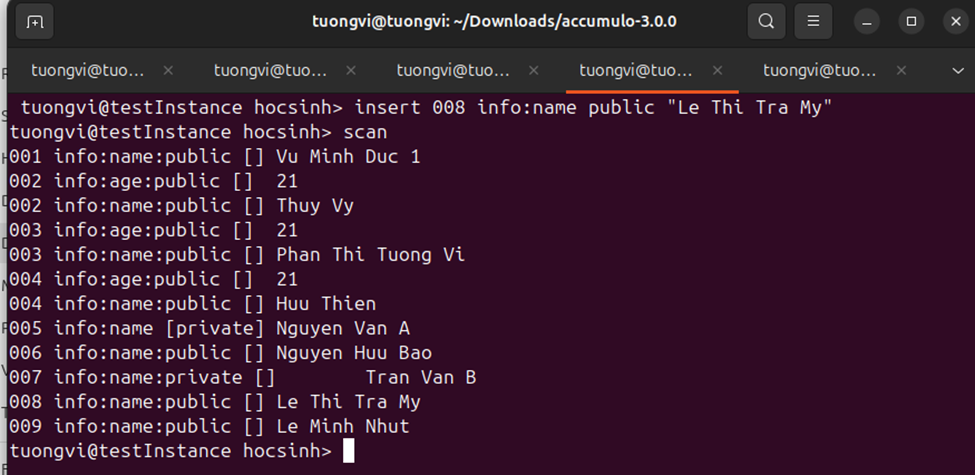 tuongvi@tuongvi: ~/Downloads/accumulo-3.0.0
tuongvi@tuo... × tuongvi@tuo... × tuongvi@tuo... × tuongvi@tuo... × tuongvi@tuo... ×
tuongvi@testInstance hocsinh> insert 008 info:name public "Le Thi Tra My"
tuongvi@testInstance hocsinh> scan
001 info:name:public [] Vu Minh Duc 1
002 info:age:public []  21
002 info:name:public [] Thuy Vy
003 info:age:public []  21
003 info:name:public [] Phan Thi Tuong Vi
004 info:age:public []  21
004 info:name:public [] Huu Thien
005 info:name [private] Nguyen Van A
006 info:name:public [] Nguyen Huu Bao
007 info:name:private []        Tran Van B
008 info:name:public [] Le Thi Tra My
009 info:name:public [] Le Minh Nhut
tuongvi@testInstance hocsinh>